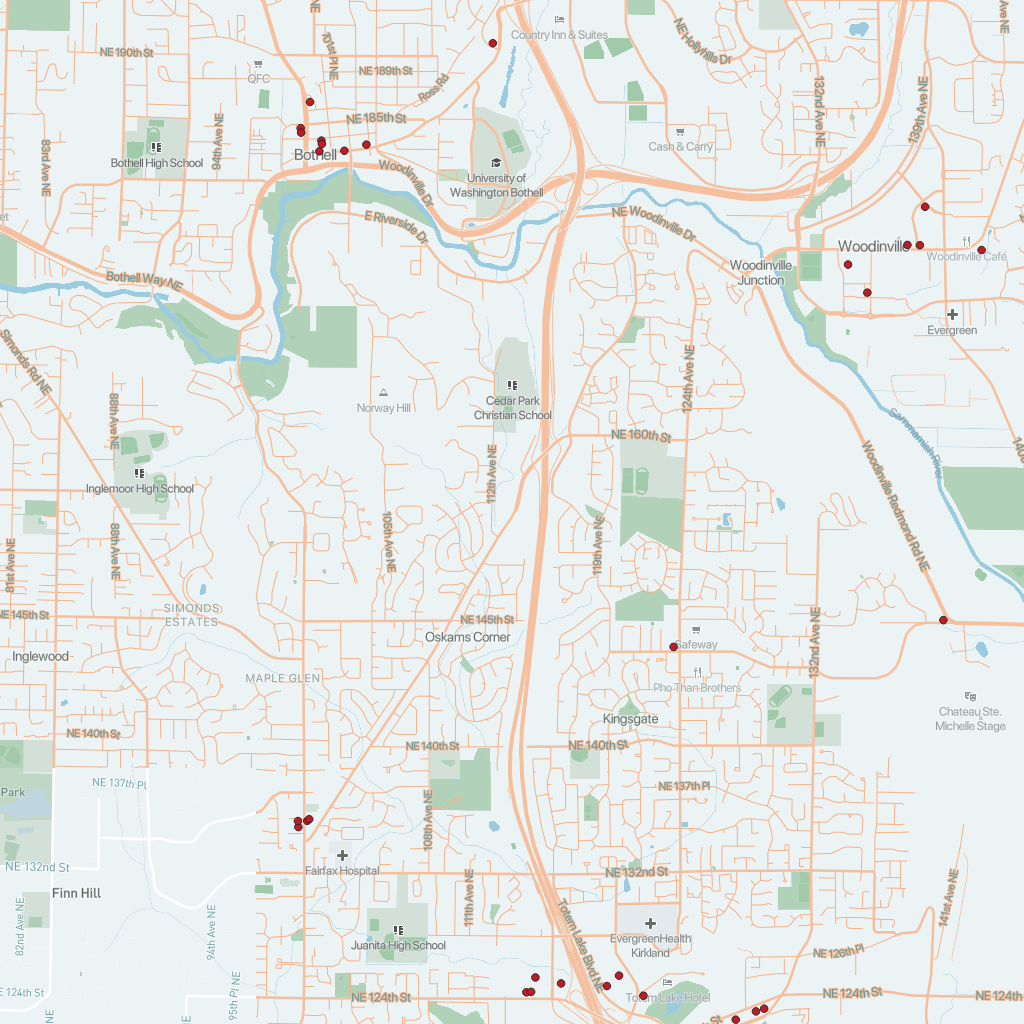 NE
Country Inn & Suites
NE Hollyhills Dr
Ave NE
101st Pl NE
NE 190th St
QFC
NE 189th St
Ross Rd
132nd Ave NE
139th Ave NE
NE 185th St
94th Ave NE
83rd Ave NE
Cash & Carry
Bothell
Bothell High School
Woodinville Dr
University of
Washington Bothell
E Riverside Dr
NE Woodinville Dr
Woodinville
Woodinville Café
Woodinville
Junction
Bothell Way NE
Evergreen
Simonds Rd NE
124th Ave NE
88th Ave NE
Norway Hill
Cedar Park
Christian School
Sammamish River
NE 160th St
140th
112th Ave NE
Inglemoor High School
Woodinville Redmond Rd NE
88th Ave NE
105th Ave NE
119th Ave NE
81st Ave NE
SIMONDS
ESTATES
NE 145th St
NE 145th St
Oskams Corner
132nd Ave NE
Safeway
Inglewood
MAPLE GLEN
Pho Than Brothers
Kingsgate
Chateau Ste.
Michelle Stage
NE 140th St
NE 140th St
NE 140th St
NE 137th Pl
NE 137th Pl
Park
108th Ave NE
NE 132nd St
Fairfax Hospital
NE 132nd St
Finn Hill
111th Ave NE
141st Ave NE
82nd Ave NE
94th Ave NE
Totem Lake Blvd NE
Juanita High School
EvergreenHealth
Kirkland
NE 126th Pl
NE 124th St
95th Pl NE
NE 124th St
Totem Lake Hotel
NE 124th St
NE 124th
St